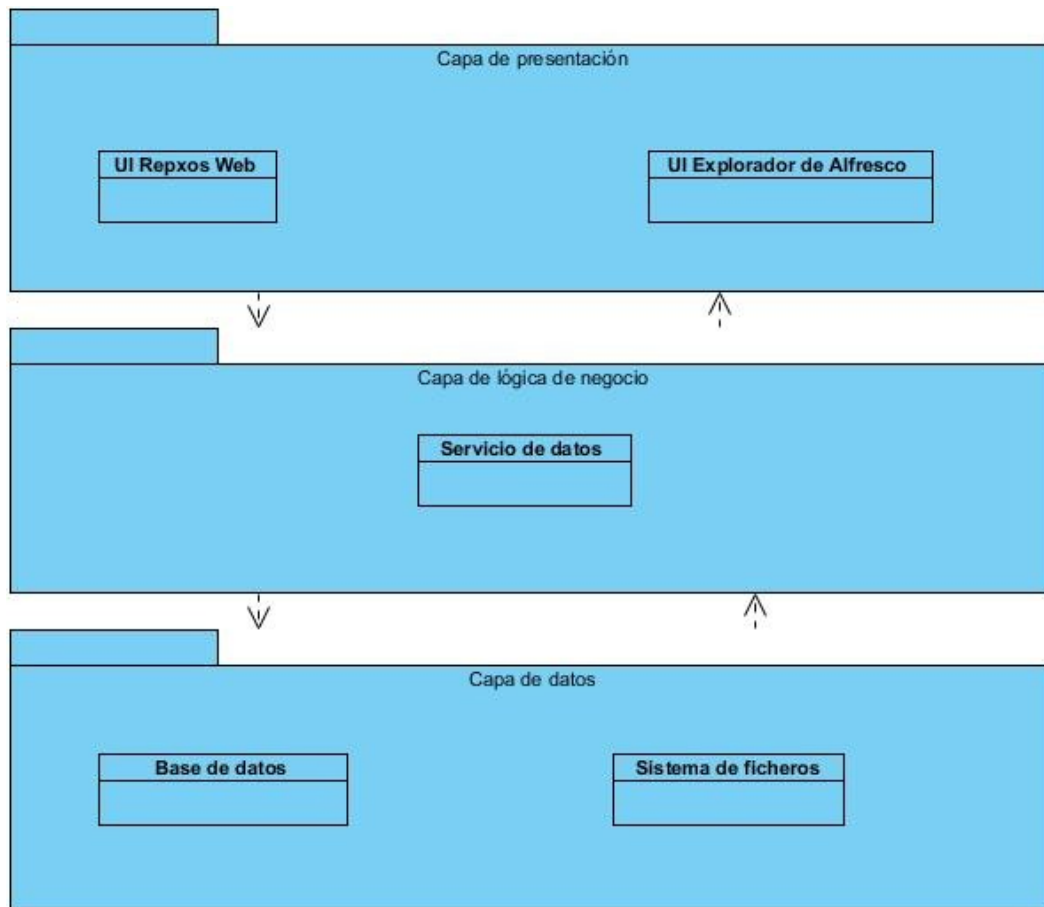 Capa de presentación
UI Repxos Web
UI Explorador de Alfresco
Capa de lógica de negocio
Servicio de datos
Capa de datos
Base de datos
Sistema de ficheros